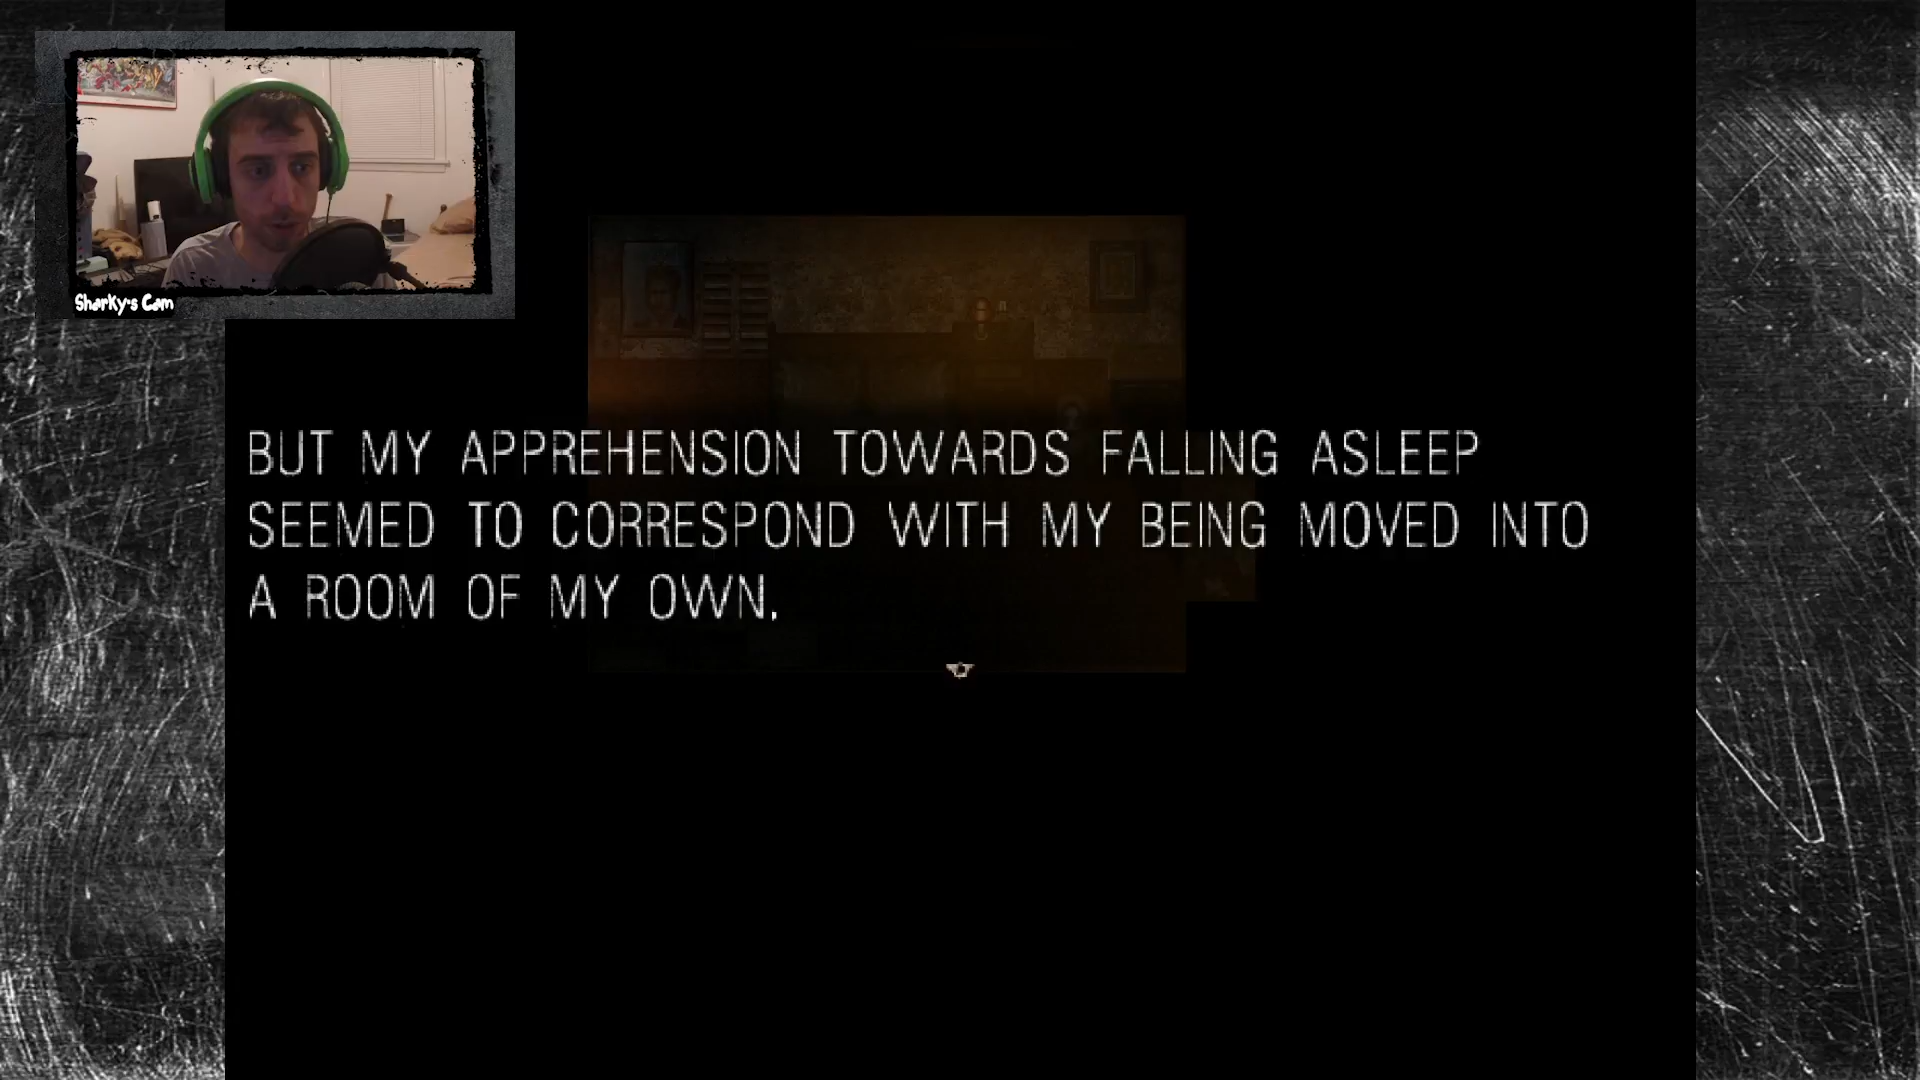 Sharky's Cam
BUT MY APPREHENSION TOWARDS FALLING ASLEEP
SEEMED TO CORRESPOND WITH MY BEING MOVED INTO
A ROOM OF MY OWN.